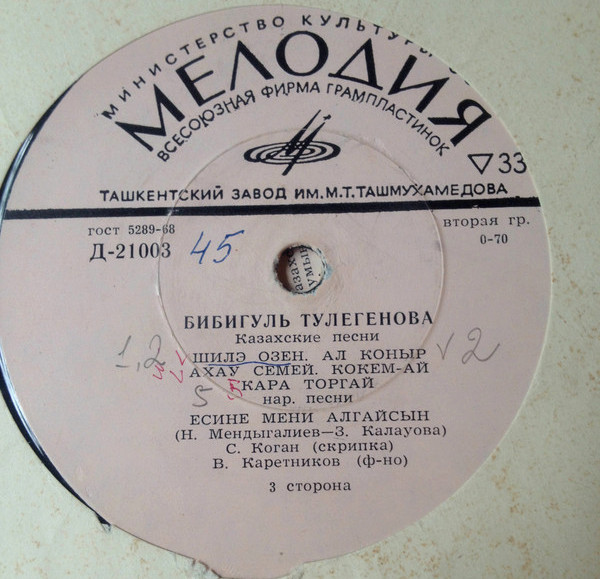 МИНИСТЕРСТВО КУЛЬТУРЫ
МЕЛОДИЯ
ВСЕСОЮЗНАЯ ФИРМА ГРАМПЛАСТИНОК
▽33
ТАШКЕНТСКИЙ ЗАВОД ИМ. М.Т. ТАШМУХАМЕДОВА
гост 5289-68
вторая гр.
Д-21003
45
0-70
БИБИГУЛЬ ТУЛЕГЕНОВА
Казахские песни
1,2
ШИЛЭ ОЗЕН. АЛ КОНЫР
√2
АХАУ СЕМЕЙ. КОКЕМ-АЙ
5
КАРА ТОРГАЙ
нар. песни
ЕСИНЕ МЕНИ АЛГАЙСЫН
(Н. Мендыгалиев—З. Калауова)
С. Коган (скрипка)
В. Каретников (ф-но)
3 сторона